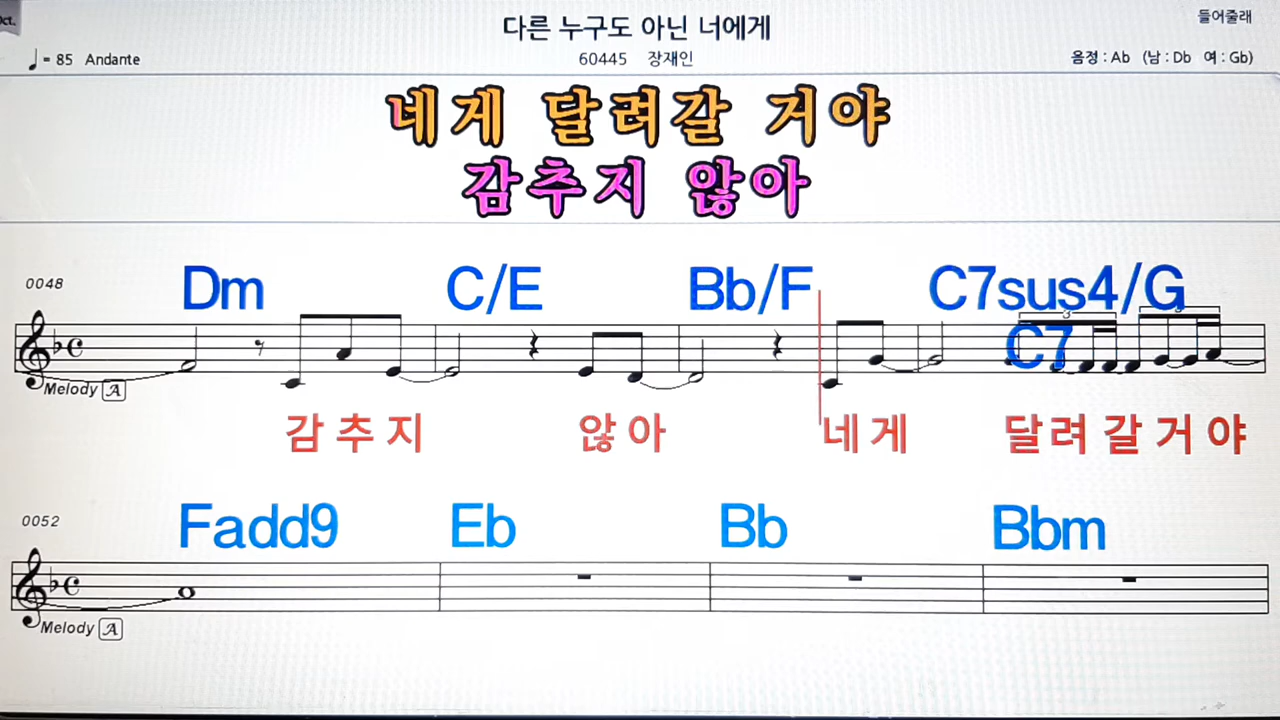 다른 누구도 아닌 너에게
들어줄래
♩ = 85 Andante
60445 장재인
음정 : Ab (남 : Db 여 : Gb)
네게 달려갈 거야
감추지 않아
0048
Dm C/E Bb/F C7sus4/G
C7
3 3
Melody A
감 추 지 않 아 네 게 달 려 갈 거 야
0052
Fadd9 Eb Bb Bbm
Melody A